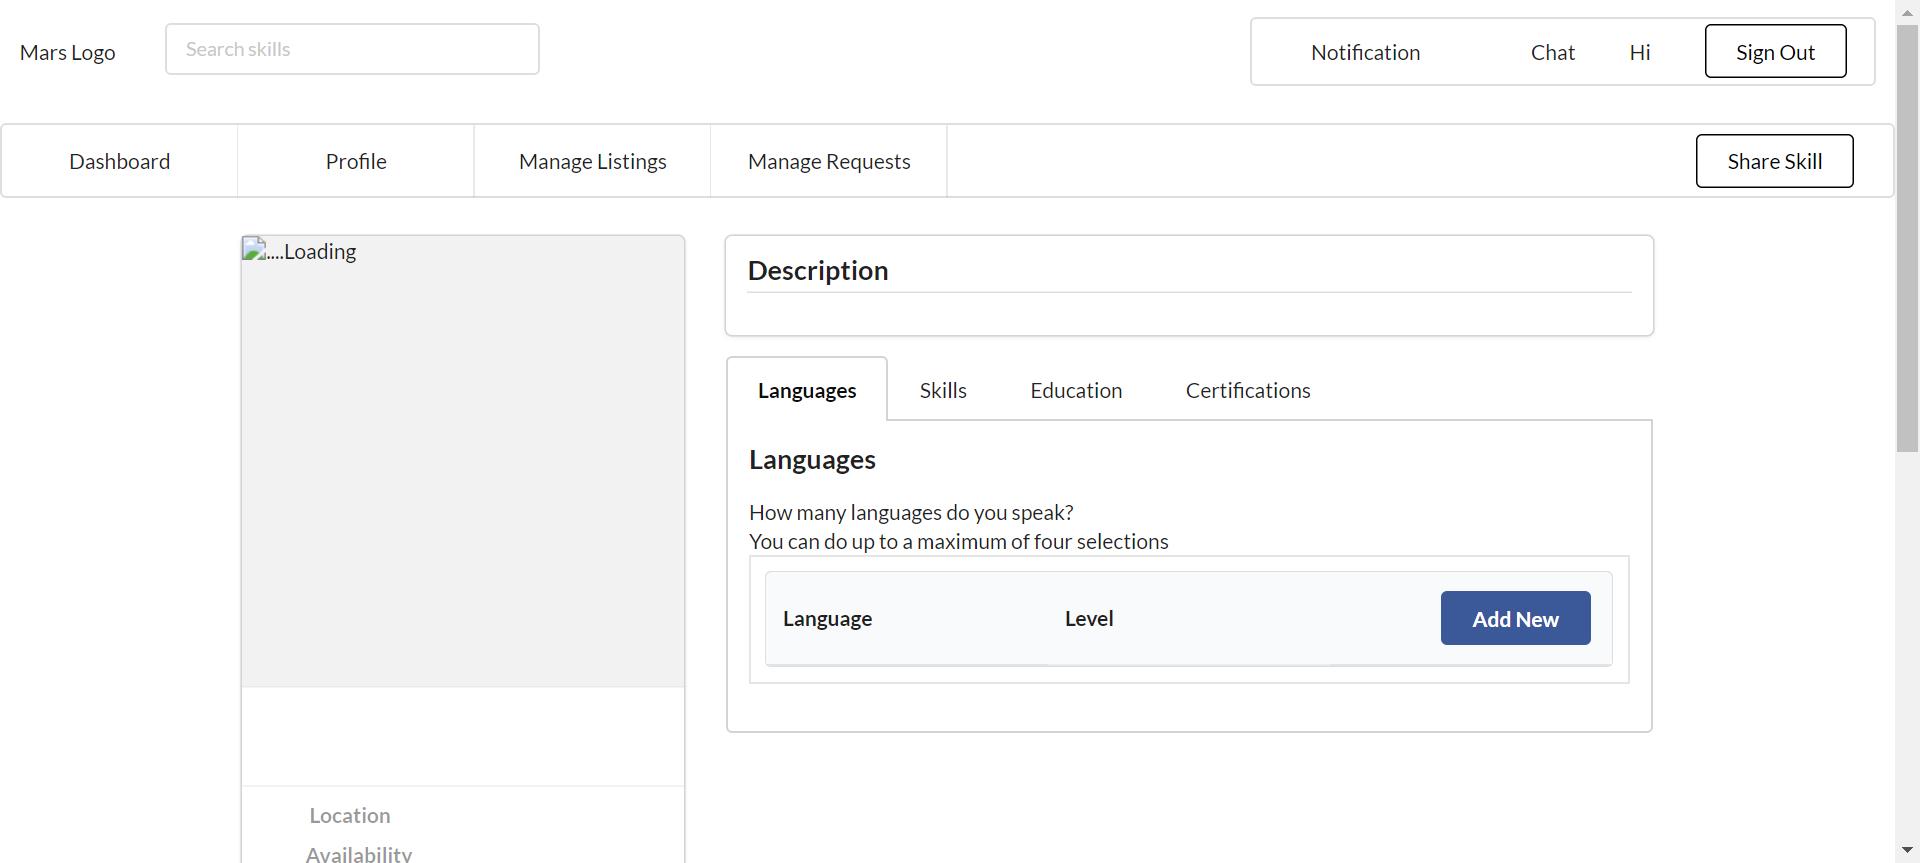 Mars Logo
Search skills
Notification
Chat
Hi
Sign Out
Dashboard
Profile
Manage Listings
Manage Requests
Share Skill
....Loading
Description
Languages
Skills
Education
Certifications
Languages
How many languages do you speak?
You can do up to a maximum of four selections
Language
Level
Add New
Location
Availability